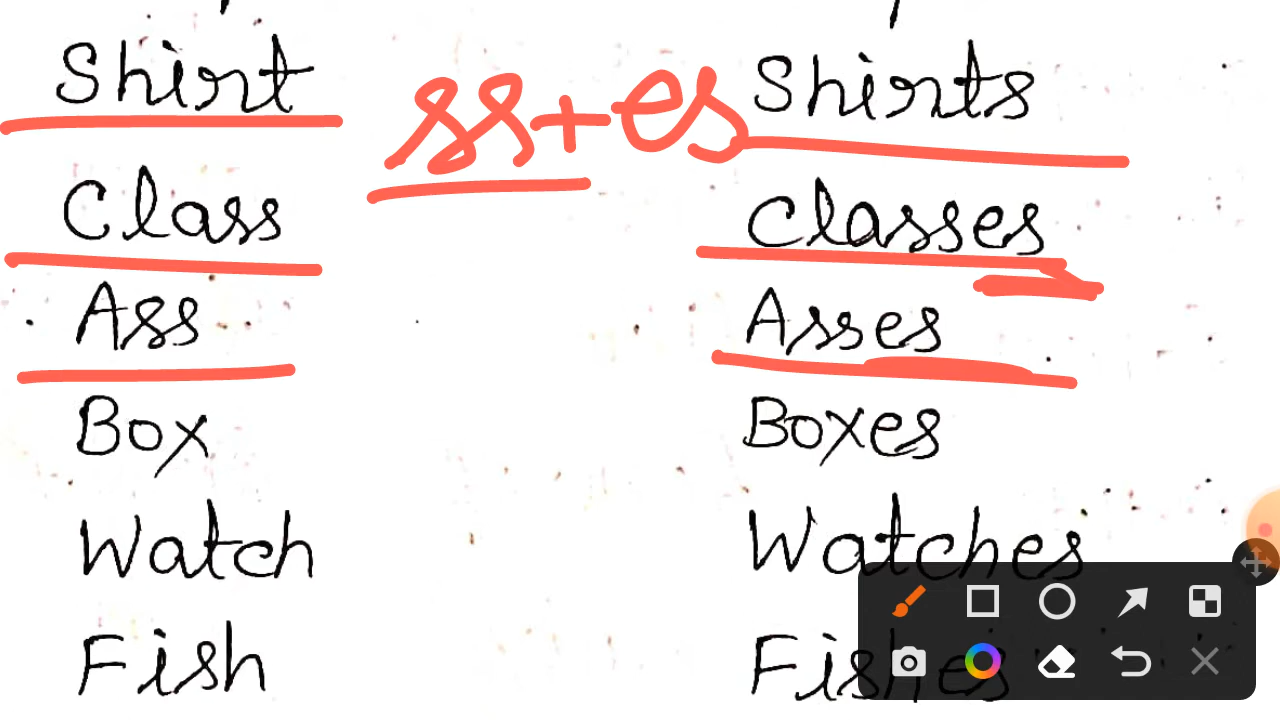 Shirt ss+es Shirts
Class Classes
Ass Asses
Box Boxes
Watch Watches
Fish Fishes